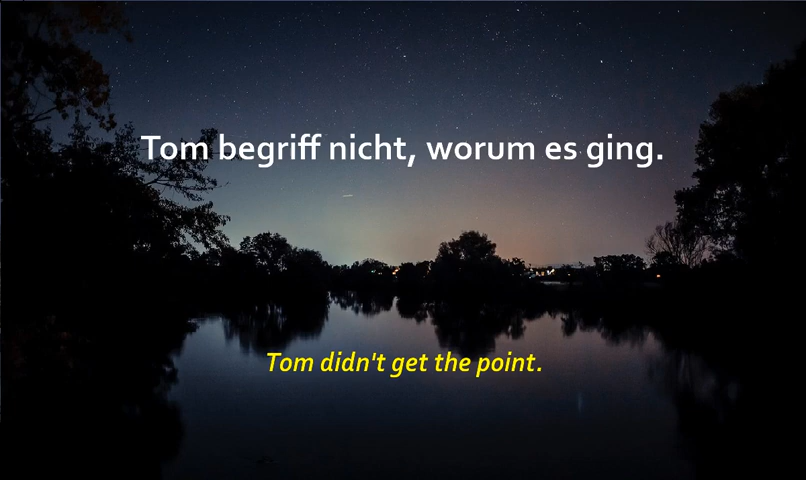 Tom begriff nicht, worum es ging.
Tom didn't get the point.